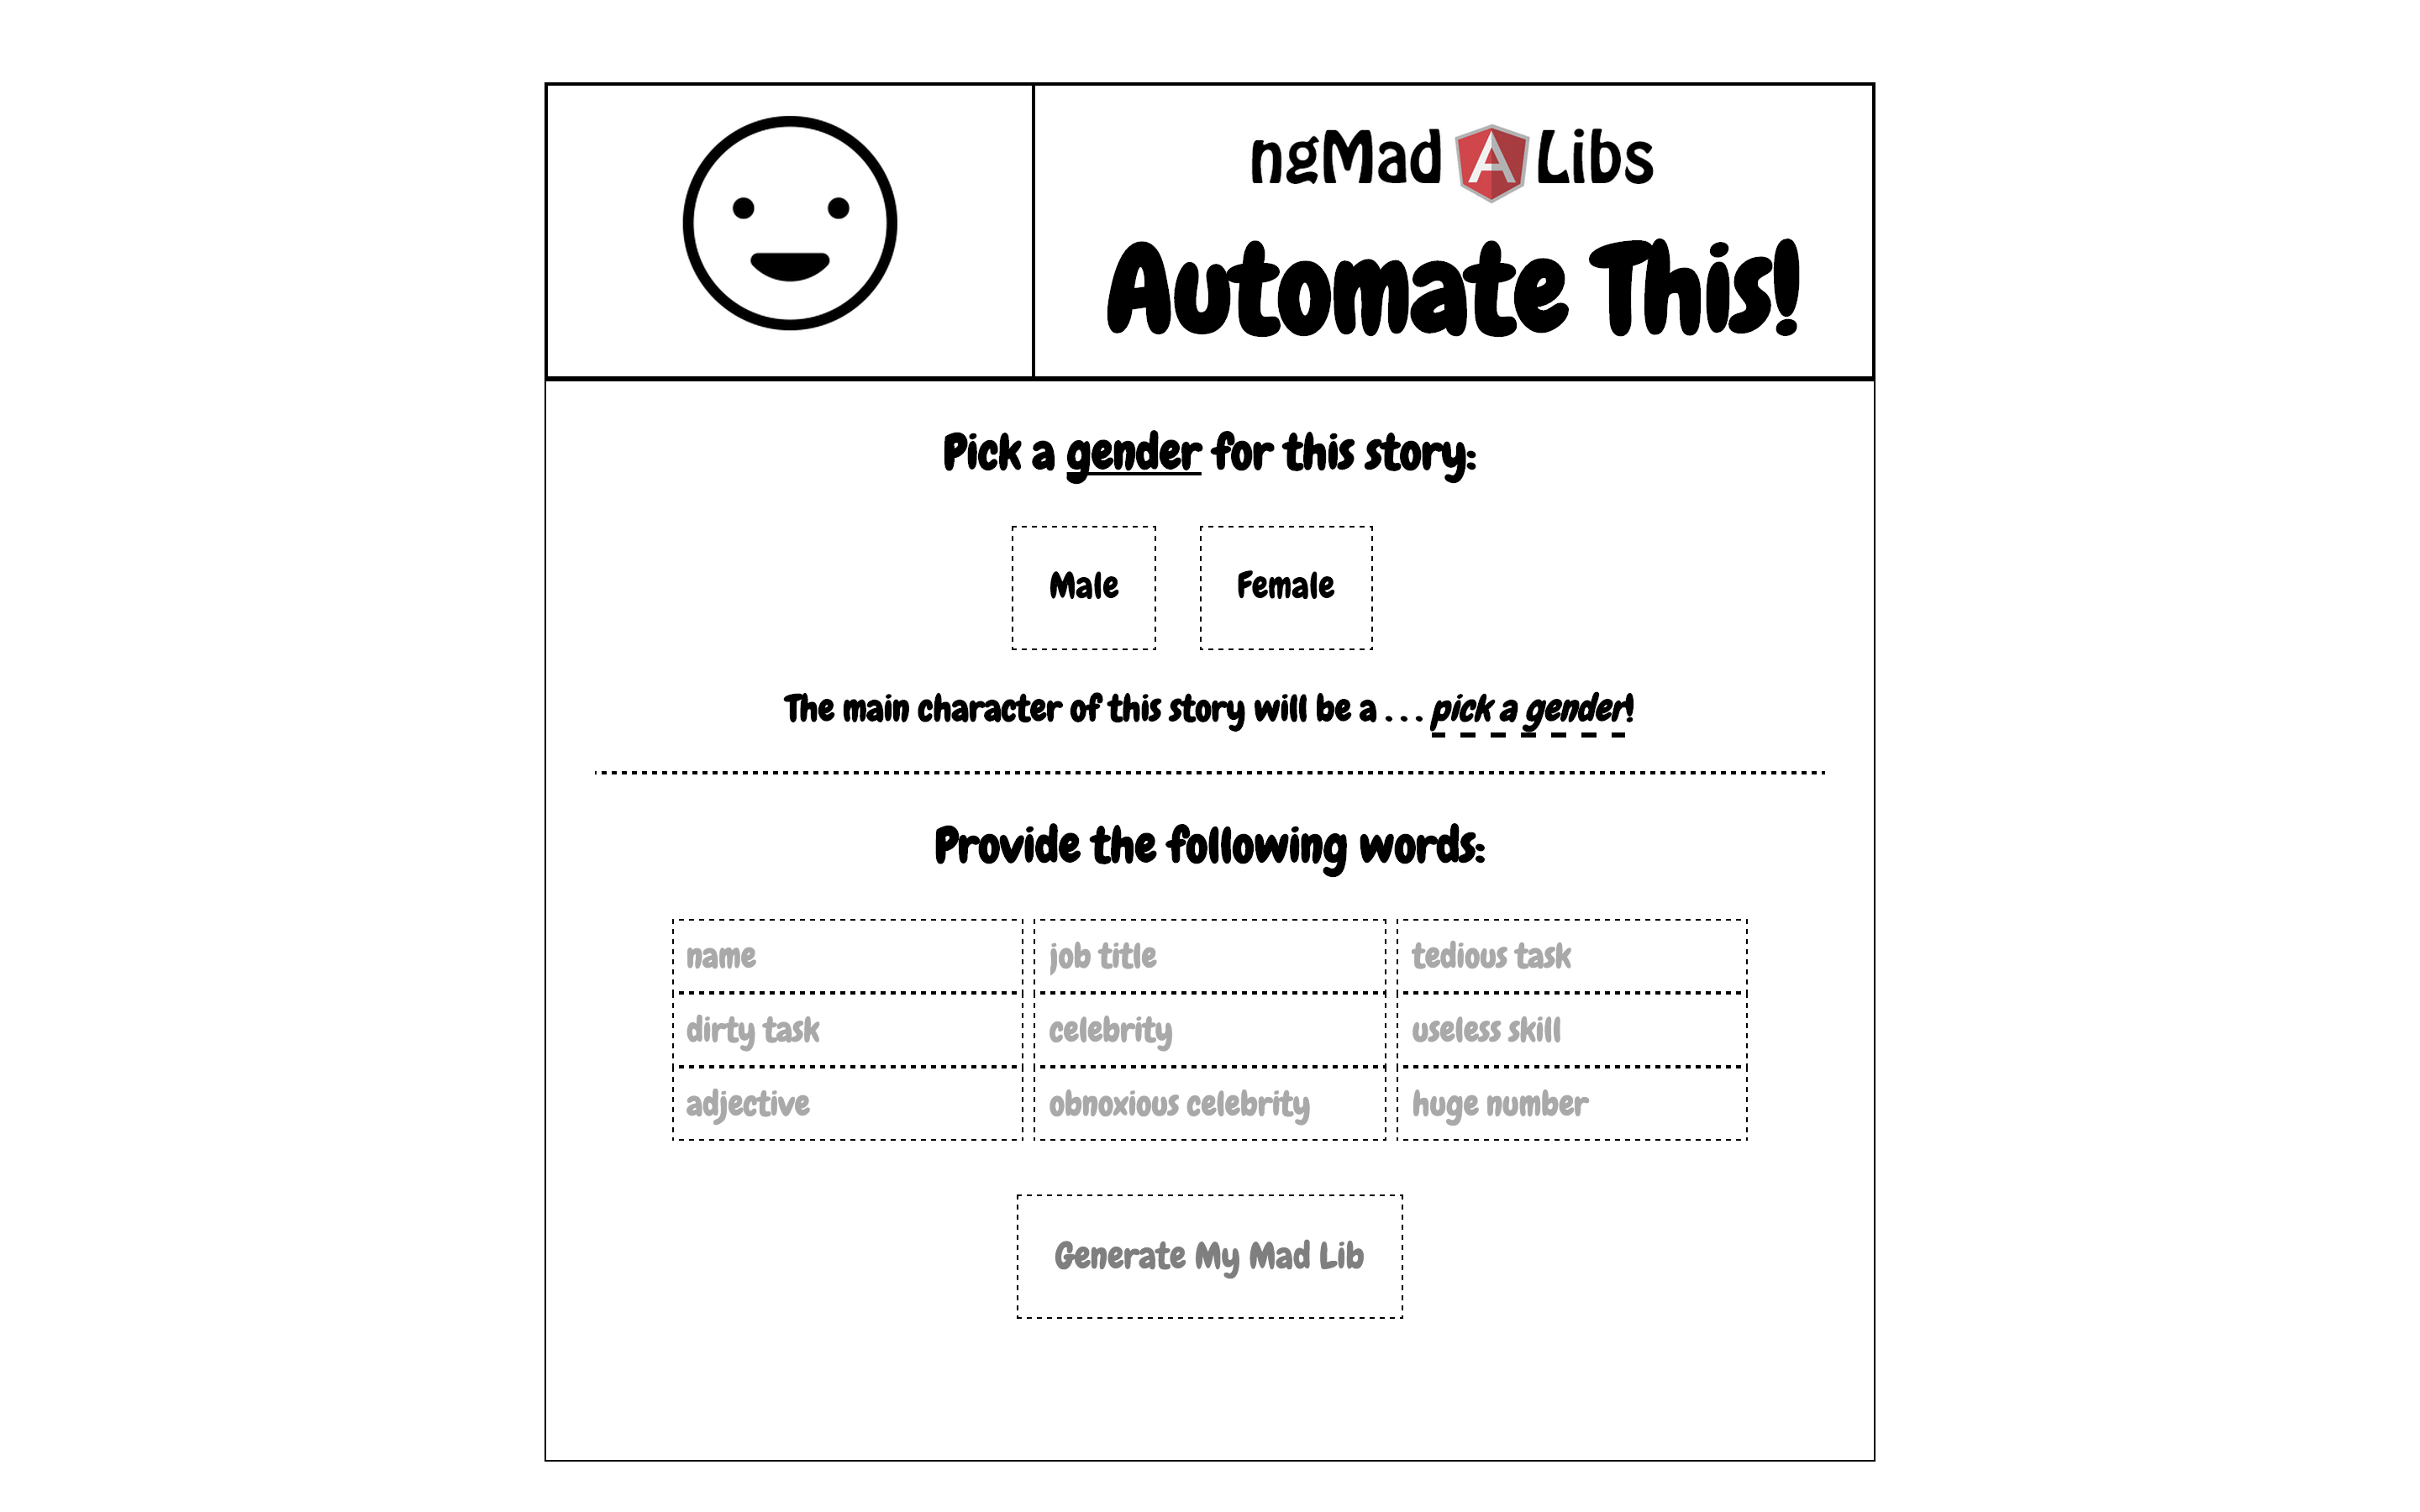 ngMad A Libs
Automate This!
Pick a gender for this story:
Male Female
The main character of this story will be a . . . pick a gender!
Provide the following words:
name job title tedious task
dirty task celebrity useless skill
adjective obnoxious celebrity huge number
Generate My Mad Lib